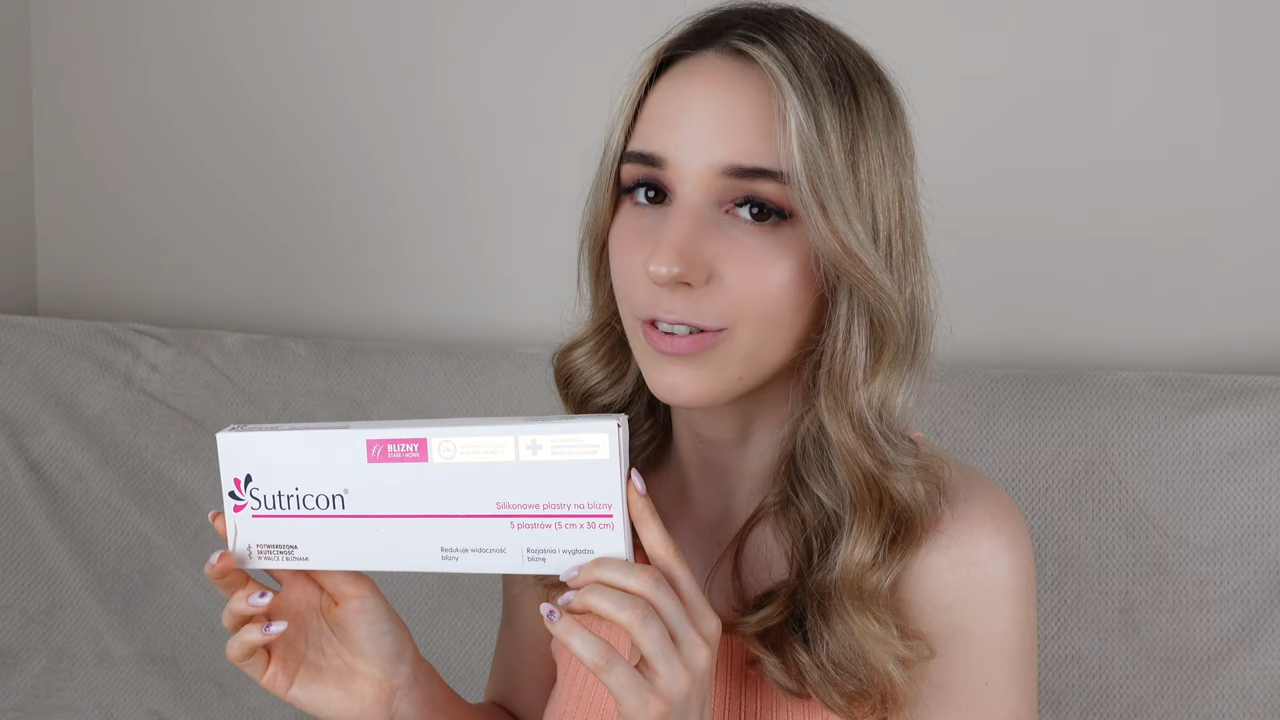 BLIZNY
STARE I NOWE
Sutricon®
Silikonowe plastry na blizny
5 plastrów (5 cm x 30 cm)
POTWIERDZONA
SKUTECZNOŚĆ
W WALCE Z BLIZNAMI
Redukuje widoczność
blizny
Rozjaśnia i wygładza
bliznę